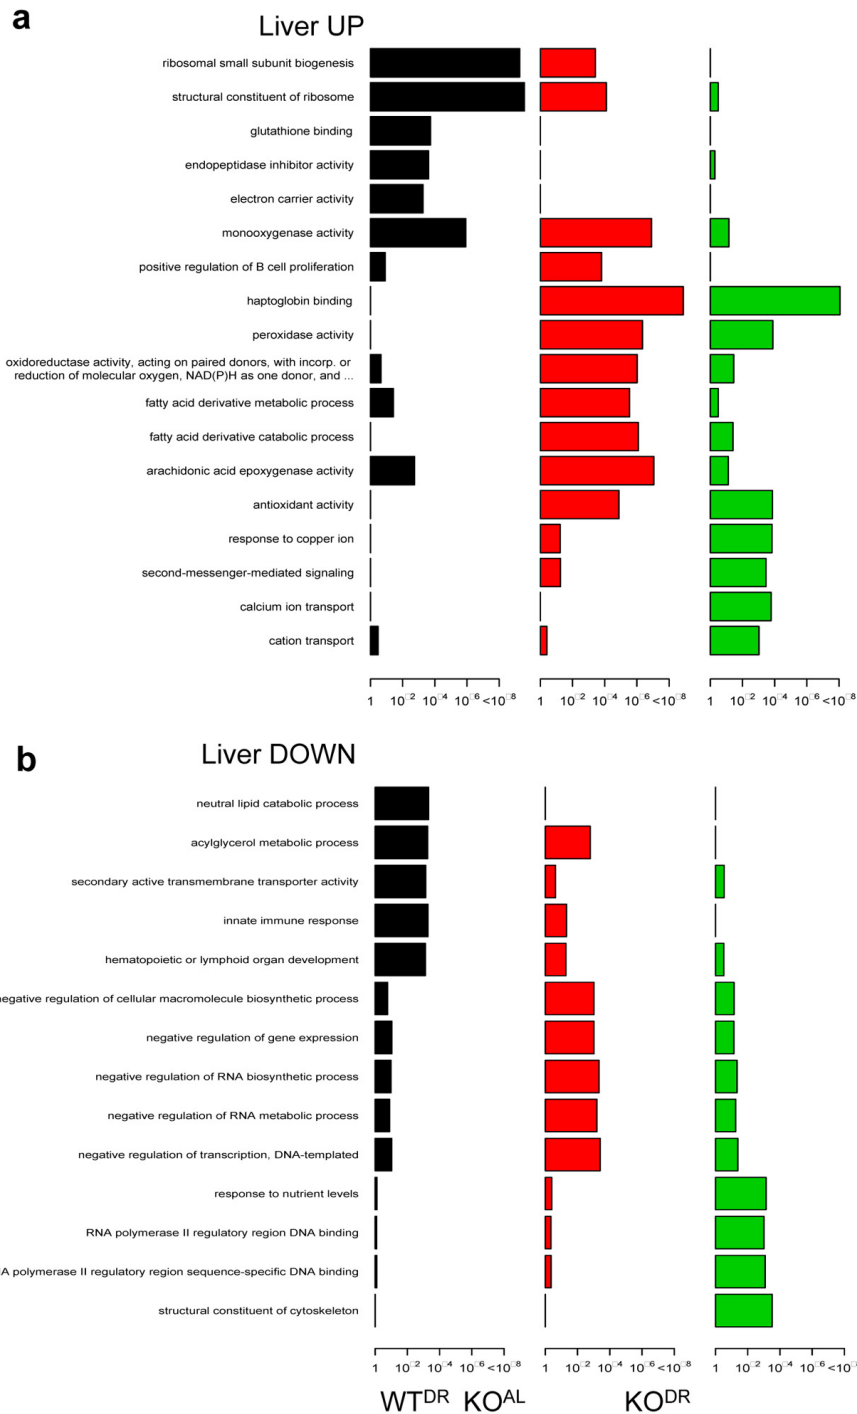 a
Liver UP
ribosomal small subunit biogenesis
structural constituent of ribosome
glutathione binding
endopeptidase inhibitor activity
electron carrier activity
monooxygenase activity
positive regulation of B cell proliferation
haptoglobin binding
peroxidase activity
oxidoreductase activity, acting on paired donors, with incorp. or
reduction of molecular oxygen, NAD(P)H as one donor, and ...
fatty acid derivative metabolic process
fatty acid derivative catabolic process
arachidonic acid epoxygenase activity
antioxidant activity
response to copper ion
second-messenger-mediated signaling
calcium ion transport
cation transport
1 10□2 10□4 10□6 <10□8 1 10□2 10□4 10□6 <10□8 1 10□2 10□4 10□6 <10□8
b
Liver DOWN
neutral lipid catabolic process
acylglycerol metabolic process
secondary active transmembrane transporter activity
innate immune response
hematopoietic or lymphoid organ development
negative regulation of cellular macromolecule biosynthetic process
negative regulation of gene expression
negative regulation of RNA biosynthetic process
negative regulation of RNA metabolic process
negative regulation of transcription, DNA-templated
response to nutrient levels
RNA polymerase II regulatory region DNA binding
A polymerase II regulatory region sequence-specific DNA binding
structural constituent of cytoskeleton
1 10□2 10□4 10□6 <10□8 1 10□2 10□4 10□6 <10□8 1 10□2 10□4 10□6 <10□8
WTDR KOAL KODR